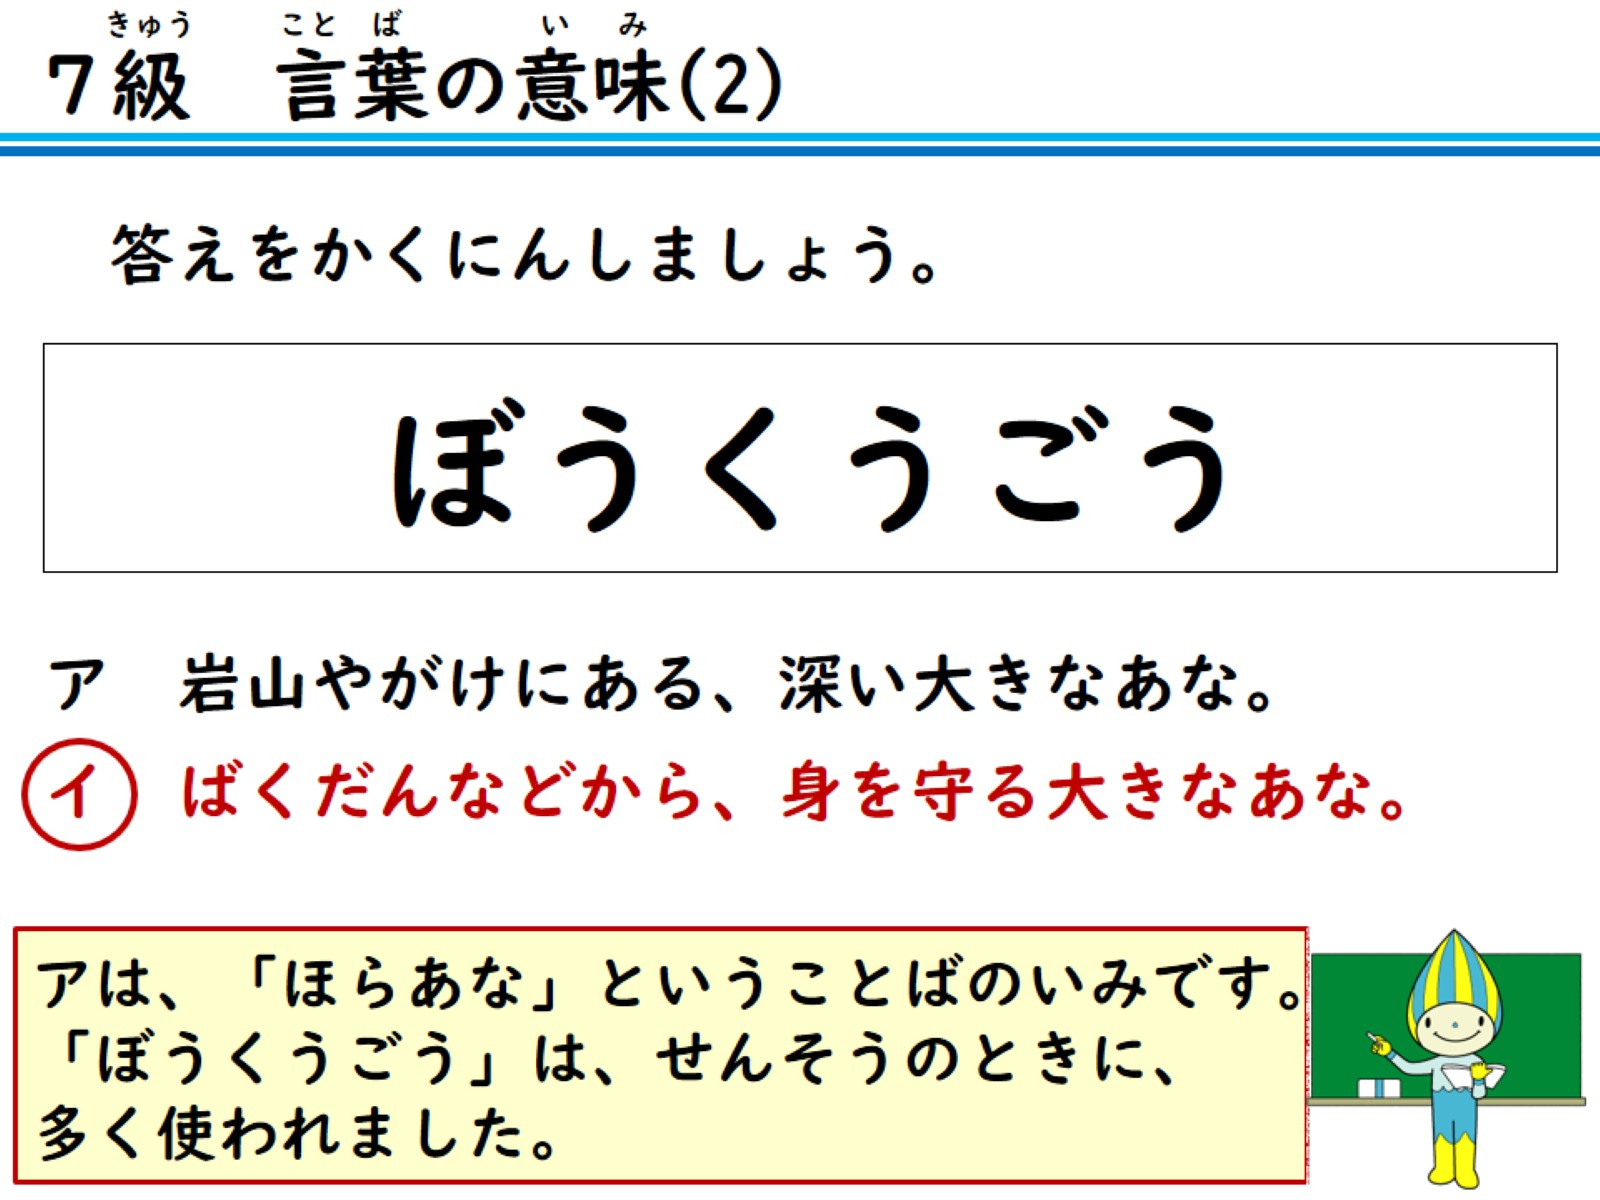 きゅう ことば いみ
７級 言葉の意味(2)
答えをかくにんしましょう。
ぼうくうごう
ア 岩山やがけにある、深い大きなあな。
イ ばくだんなどから、身を守る大きなあな。
アは、「ほらあな」ということばのいみです。
「ぼうくうごう」は、せんそうのときに、
多く使われました。